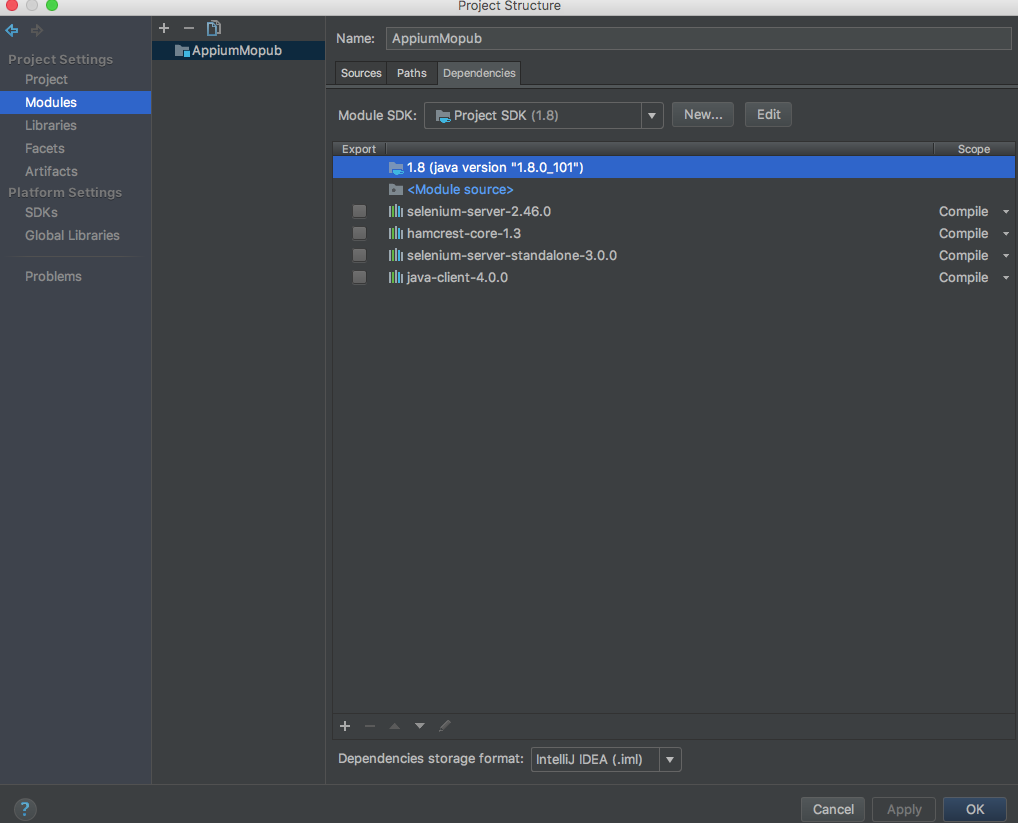 Project Structure
Project Settings
Project
Modules
Libraries
Facets
Artifacts
Platform Settings
SDKs
Global Libraries
Problems
AppiumMopub
Name: AppiumMopub
Sources Paths Dependencies
Module SDK: Project SDK (1.8) New... Edit
Export Scope
1.8 (java version "1.8.0_101")
<Module source>
selenium-server-2.46.0 Compile
hamcrest-core-1.3 Compile
selenium-server-standalone-3.0.0 Compile
java-client-4.0.0 Compile
Dependencies storage format: IntelliJ IDEA (.iml)
? Cancel Apply OK